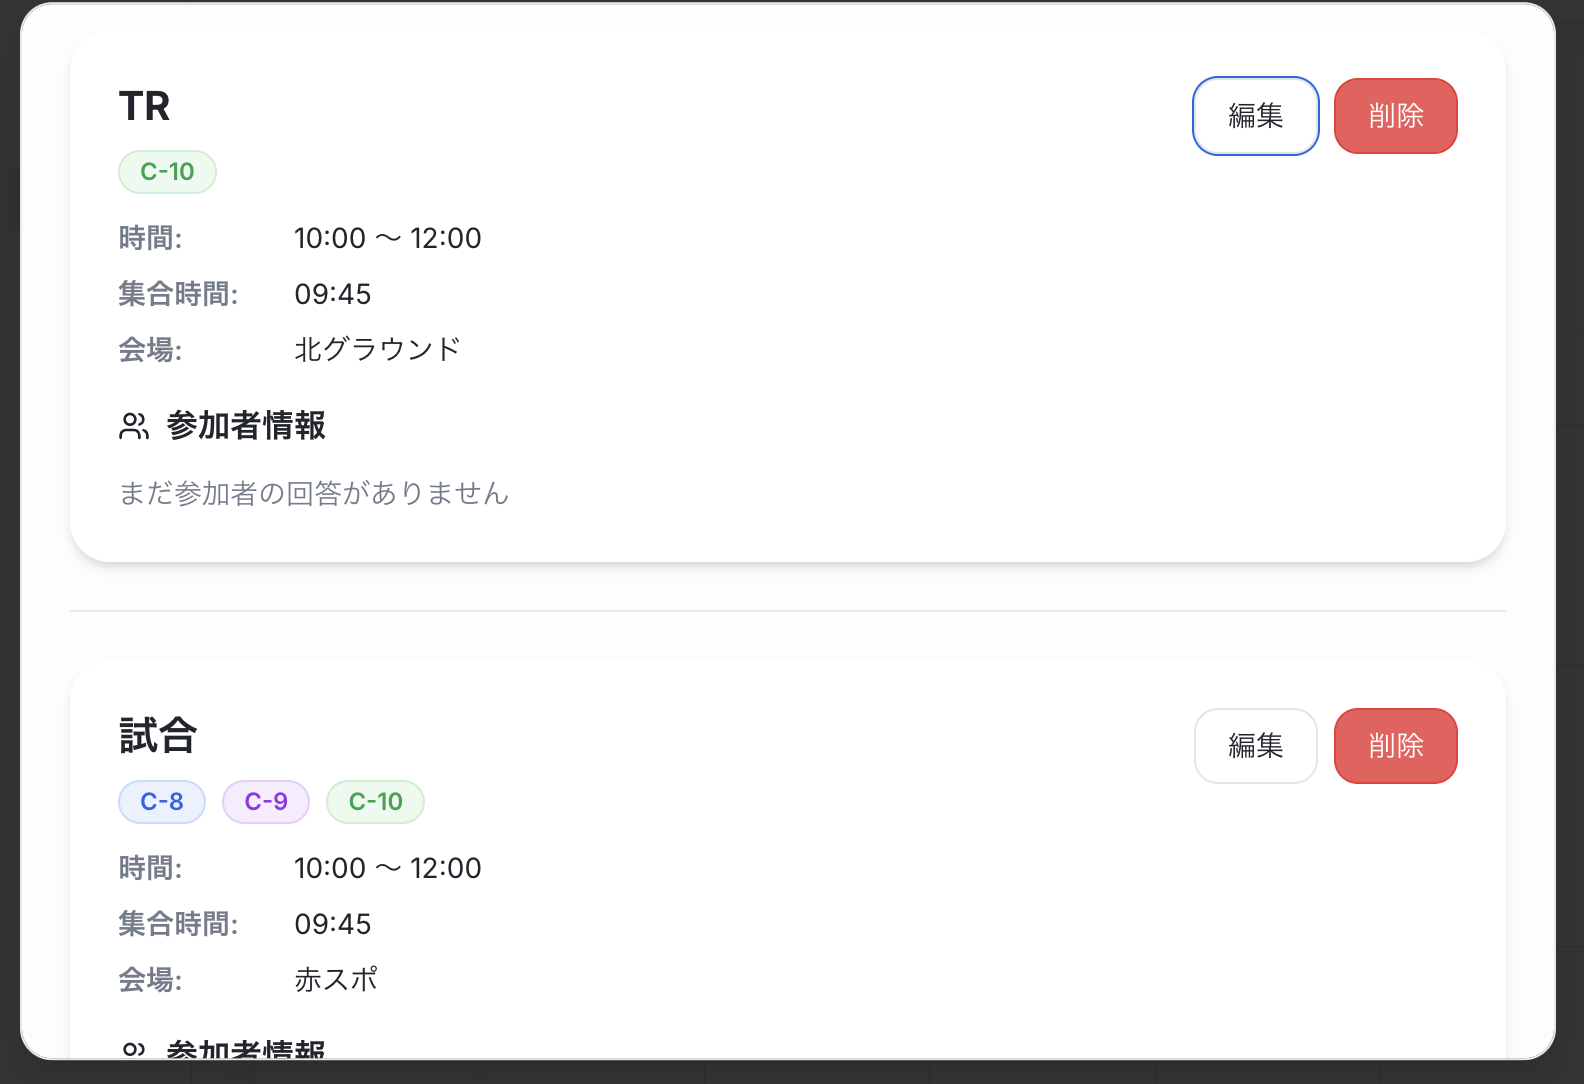 TR
編集
削除
C-10
時間: 10:00 〜 12:00
集合時間: 09:45
会場: 北グラウンド
参加者情報
まだ参加者の回答がありません
試合
編集
削除
C-8 C-9 C-10
時間: 10:00 〜 12:00
集合時間: 09:45
会場: 赤スポ
参加者情報